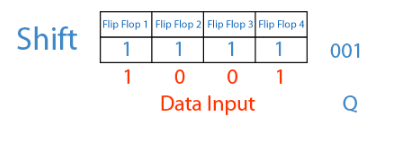 Shift
Flip Flop 1 Flip Flop 2 Flip Flop 3 Flip Flop 4
1 1 1 1 001
1 0 0 1
Data Input Q